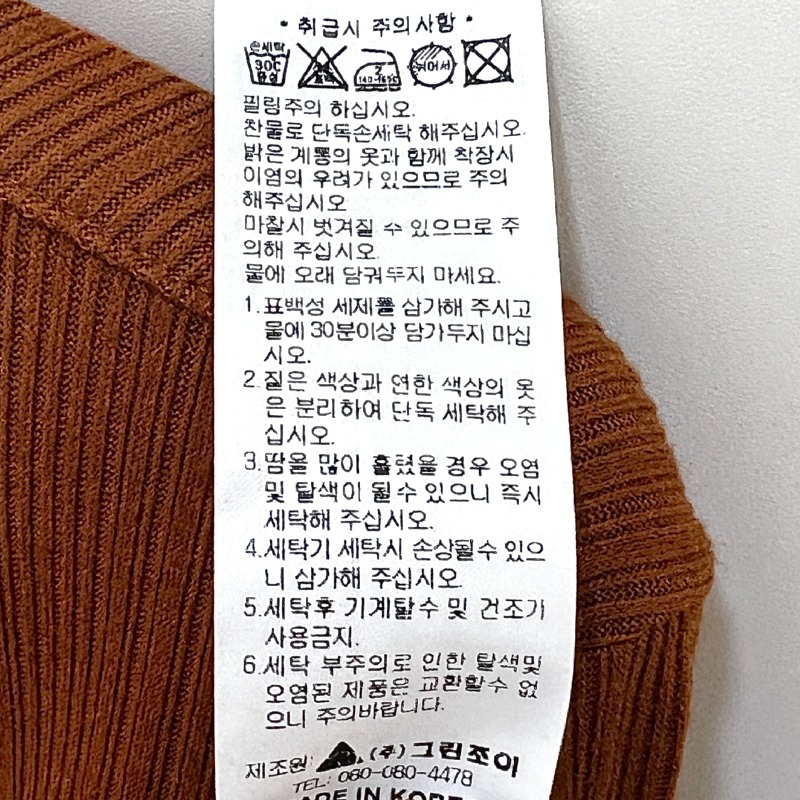 * 취급시 주의사항 *
손세탁
30C
중성
140-160℃
뉘어서
필링주의 하십시오.
찬물로 단독손세탁 해주십시오.
밝은 계통의 옷과 함께 착장시
이염의 우려가 있으므로 주의
해주십시오
마찰시 벗겨질 수 있으므로 주
의해 주십시오.
물에 오래 담궈두지 마세요.
1.표백성 세제를 삼가해 주시고
물에 30분이상 담가두지 마십
시오.
2.짙은 색상과 연한 색상의 옷
은 분리하여 단독 세탁해 주
십시오.
3.땀을 많이 흘렸을 경우 오염
및 탈색이 될수 있으니 즉시
세탁해 주십시오.
4.세탁기 세탁시 손상될수 있으
니 삼가해 주십시오.
5.세탁후 기계탈수 및 건조기
사용금지.
6.세탁 부주의로 인한 탈색및
오염된 제품은 교환할수 없
으니 주의바랍니다.
제조원: (주)그린조이
TEL: 080-080-4478
MADE IN KOREA